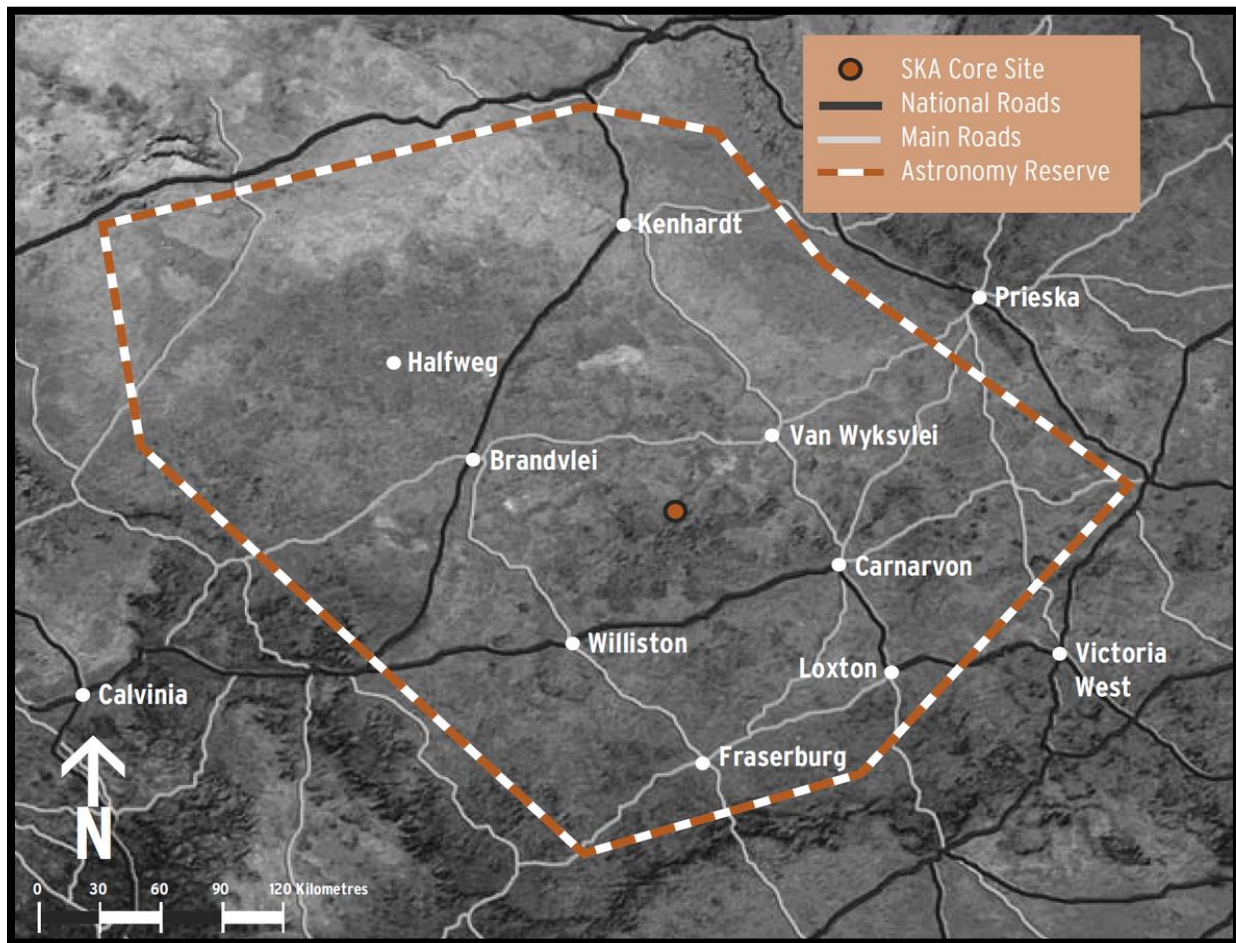 SKA Core Site
National Roads
Main Roads
Astronomy Reserve
Kenhardt
Prieska
Halfweg
Van Wyksvlei
Brandvlei
Carnarvon
Williston
Loxton
Victoria
West
Calvinia
Fraserburg
N
0 30 60 90 120 Kilometres